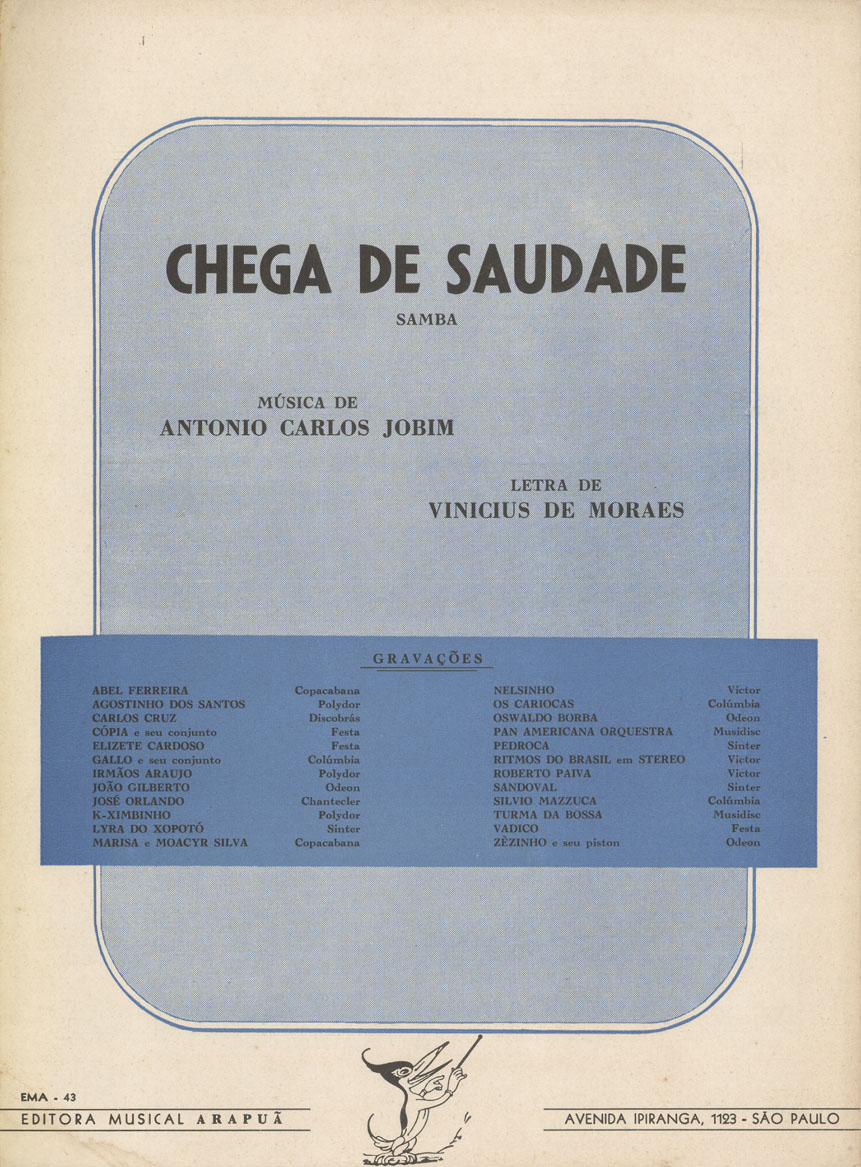 CHEGA DE SAUDADE
SAMBA
MÚSICA DE
ANTONIO CARLOS JOBIM
LETRA DE
VINICIUS DE MORAES
GRAVAÇÕES
ABEL FERREIRA Copacabana
AGOSTINHO DOS SANTOS Polydor
CARLOS CRUZ Discobrás
CÓPIA e seu conjunto Festa
ELIZETE CARDOSO Festa
GALLO e seu conjunto Colúmbia
IRMÃOS ARAUJO Polydor
JOÃO GILBERTO Odeon
JOSÉ ORLANDO Chantecler
K-XIMBINHO Polydor
LYRA DO XOPOTÓ Sinter
MARISA e MOACYR SILVA Copacabana
NELSINHO Victor
OS CARIOCAS Colúmbia
OSWALDO BORBA Odeon
PAN AMERICANA ORQUESTRA Musidisc
PEDROCA Sinter
RITMOS DO BRASIL em STEREO Victor
ROBERTO PAIVA Victor
SANDOVAL Sinter
SILVIO MAZZUCA Colúmbia
TURMA DA BOSSA Musidisc
VADICO Festa
ZÈZINHO e seu piston Odeon
EMA - 43
EDITORA MUSICAL ARAPUÃ
AVENIDA IPIRANGA, 1123 - SÃO PAULO